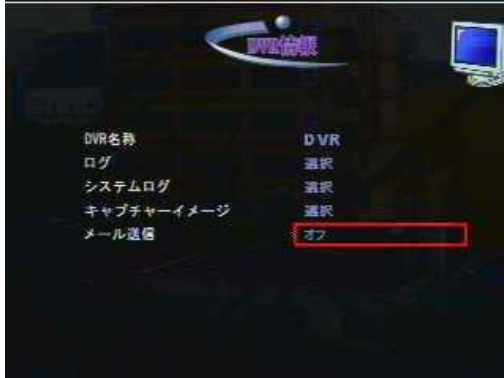 DVR情報
DVR名称 DVR
ログ 選択
システムログ 選択
キャプチャーイメージ 選択
メール送信 オフ